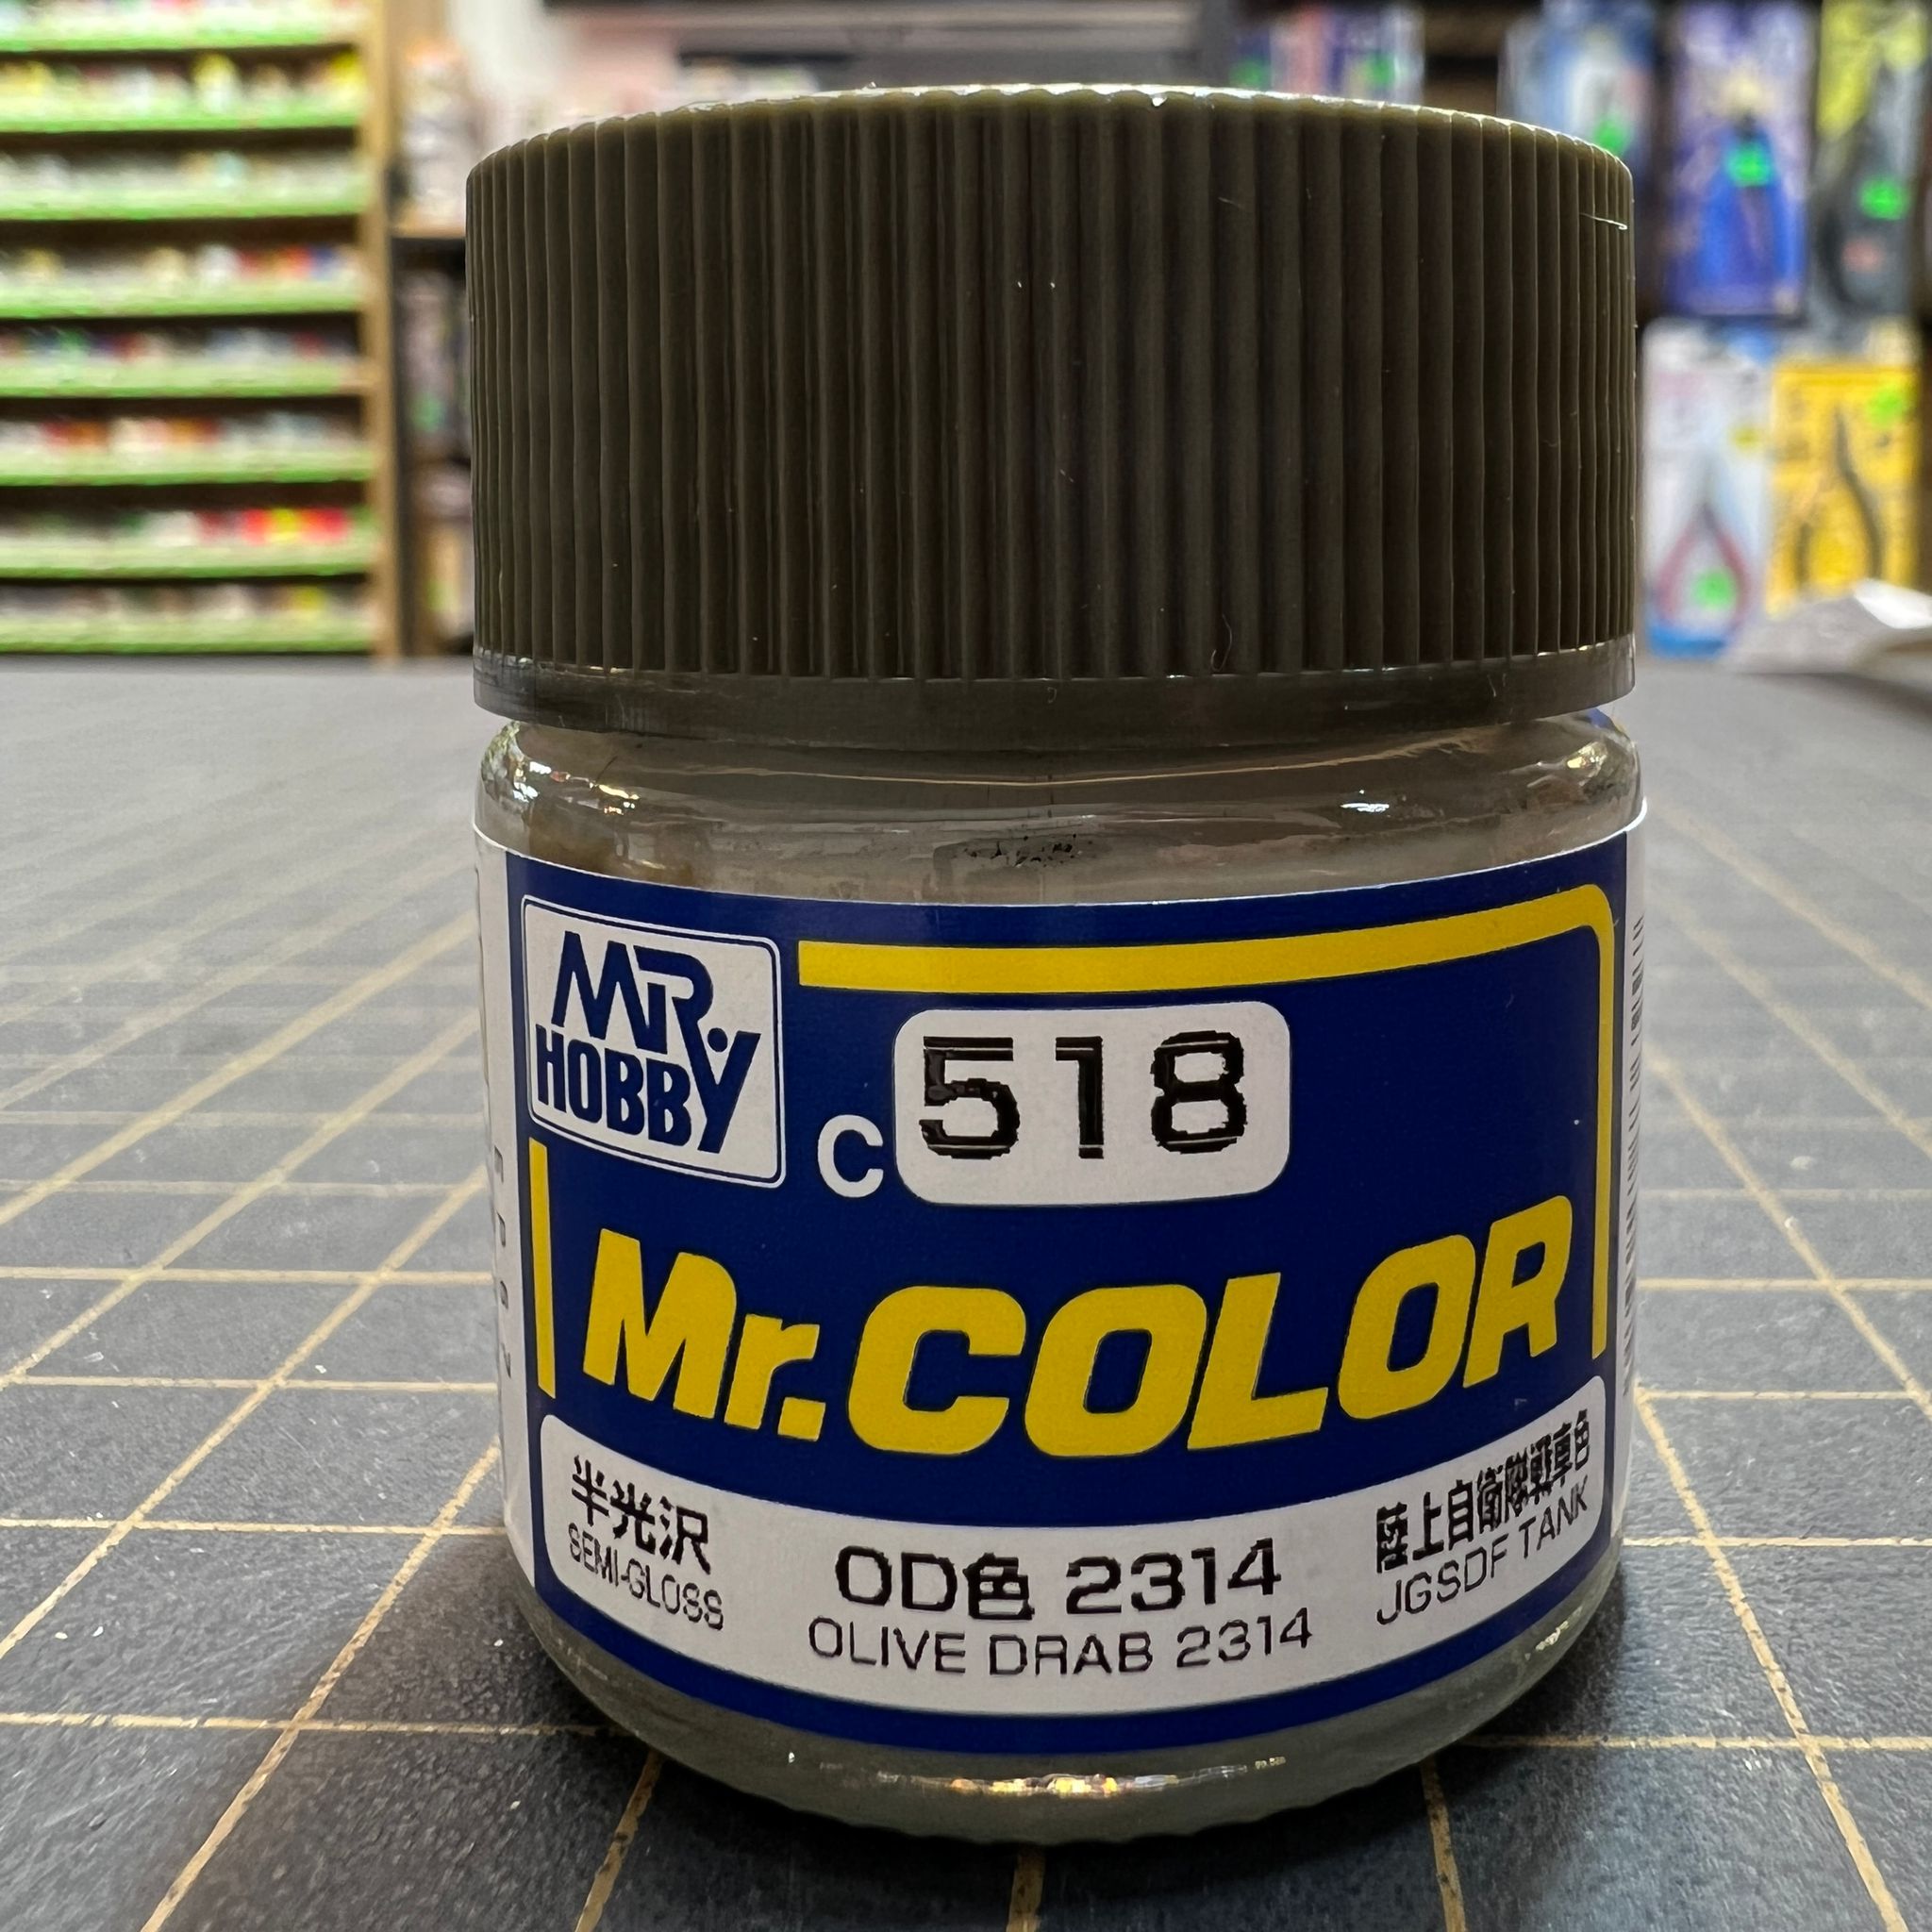 MR.
HOBBY
C 518
Mr.COLOR
半光沢
SEMI-GLOSS
OD色 2314
OLIVE DRAB 2314
陸上自衛隊戦車色
JGSDF TANK